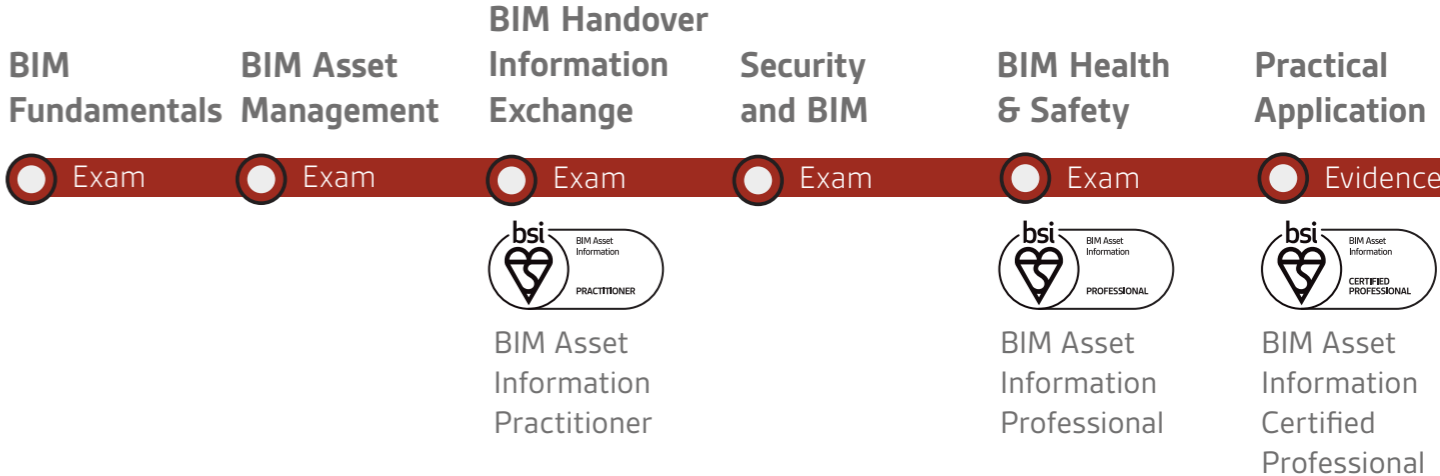 BIM
Fundamentals
BIM Asset
Management
BIM Handover
Information
Exchange
Security
and BIM
BIM Health
& Safety
Practical
Application
Exam
Exam
Exam
Exam
Exam
Evidence
bsi
BIM Asset
Information
PRACTITIONER
BIM Asset
Information
Practitioner
bsi
BIM Asset
Information
PROFESSIONAL
BIM Asset
Information
Professional
bsi
BIM Asset
Information
CERTIFIED
PROFESSIONAL
BIM Asset
Information
Certified
Professional